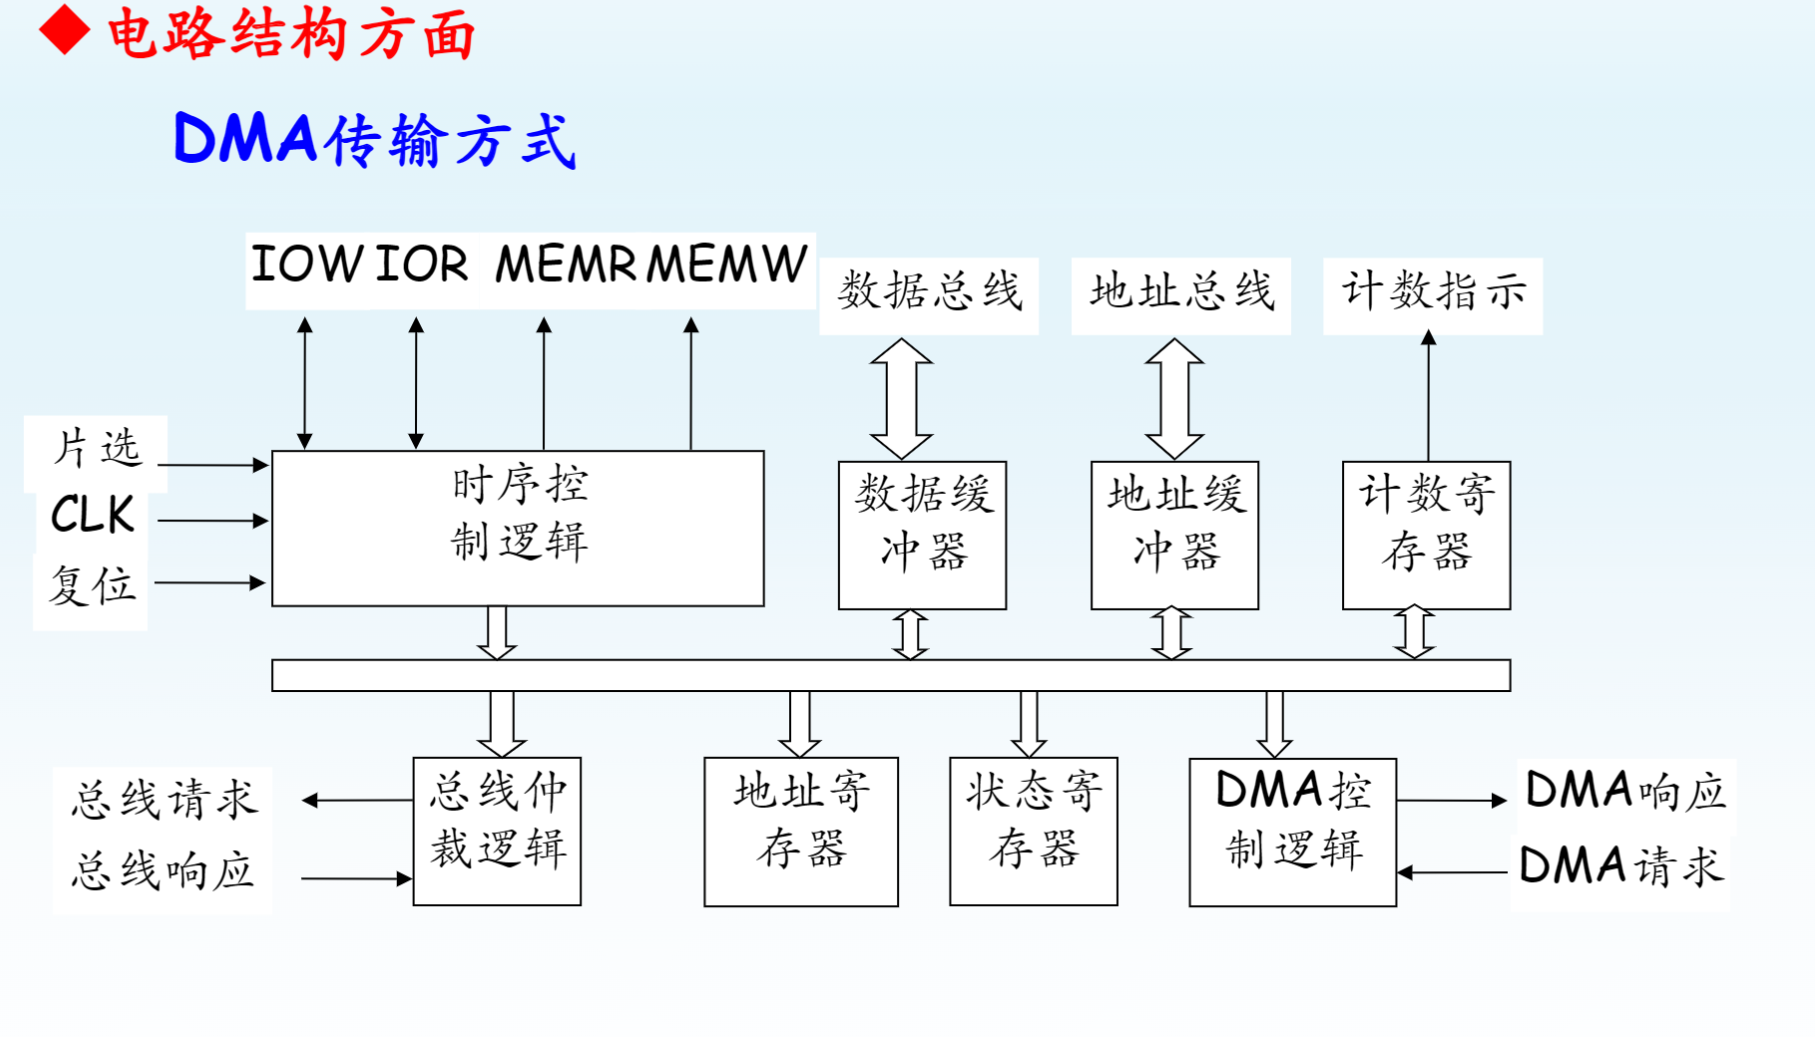 电路结构方面
DMA传输方式
IOW IOR MEMR MEMW
数据总线
地址总线
计数指示
片选
CLK
复位
时序控
制逻辑
数据缓
冲器
地址缓
冲器
计数寄
存器
总线请求
总线响应
总线仲
裁逻辑
地址寄
存器
状态寄
存器
DMA控
制逻辑
DMA响应
DMA请求